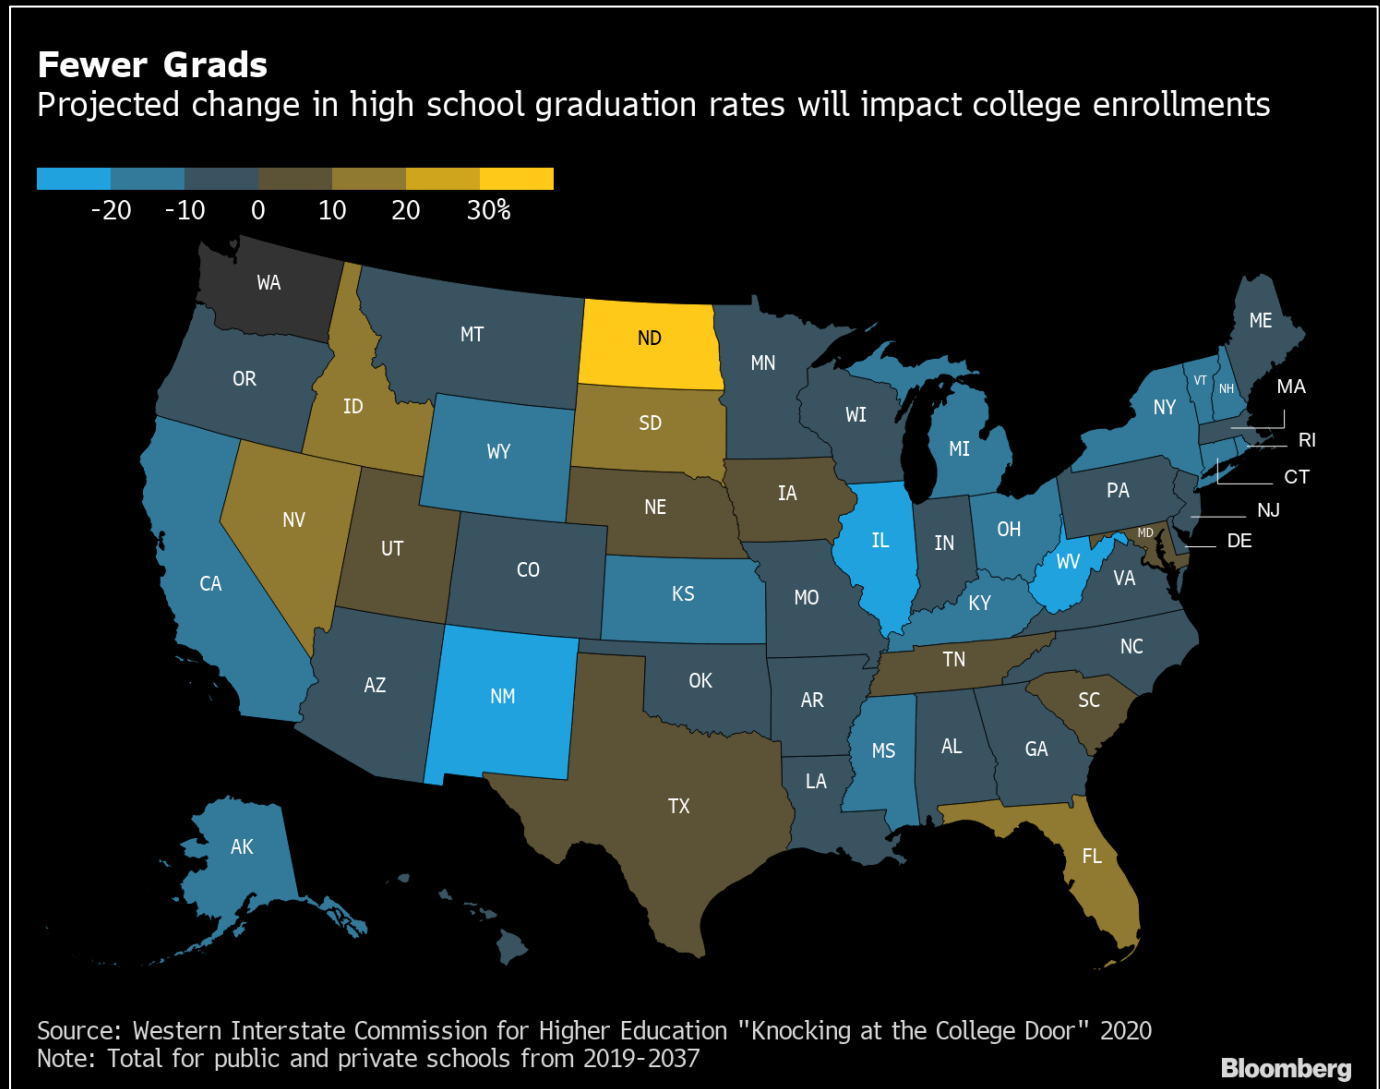 Fewer Grads
Projected change in high school graduation rates will impact college enrollments
-20 -10 0 10 20 30%
WA
ME
MT
ND
MN
OR
VT
NH
MA
ID
NY
WI
SD
RI
MI
WY
CT
PA
IA
NE
NJ
NV
OH
MD
DE
IL
IN
UT
WV
CO
VA
CA
KS
MO
KY
NC
TN
AZ
OK
NM
AR
SC
AL
GA
MS
LA
TX
AK
FL
Source: Western Interstate Commission for Higher Education "Knocking at the College Door" 2020
Note: Total for public and private schools from 2019-2037
Bloomberg